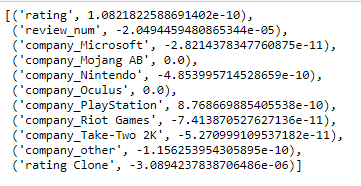 [('rating', 1.0821822588691402e-10),
('review_num', -2.0494459480865344e-05),
('company_Microsoft', -2.8214378347760875e-11),
('company_Mojang AB', 0.0),
('company_Nintendo', -4.853995714528659e-10),
('company_Oculus', 0.0),
('company_PlayStation', 8.768669885405538e-10),
('company_Riot Games', -7.413870527627136e-11),
('company_Take-Two 2K', -5.270999109537182e-11),
('company_other', -1.156253954305895e-10),
('rating Clone', -3.0894237838706486e-06)]